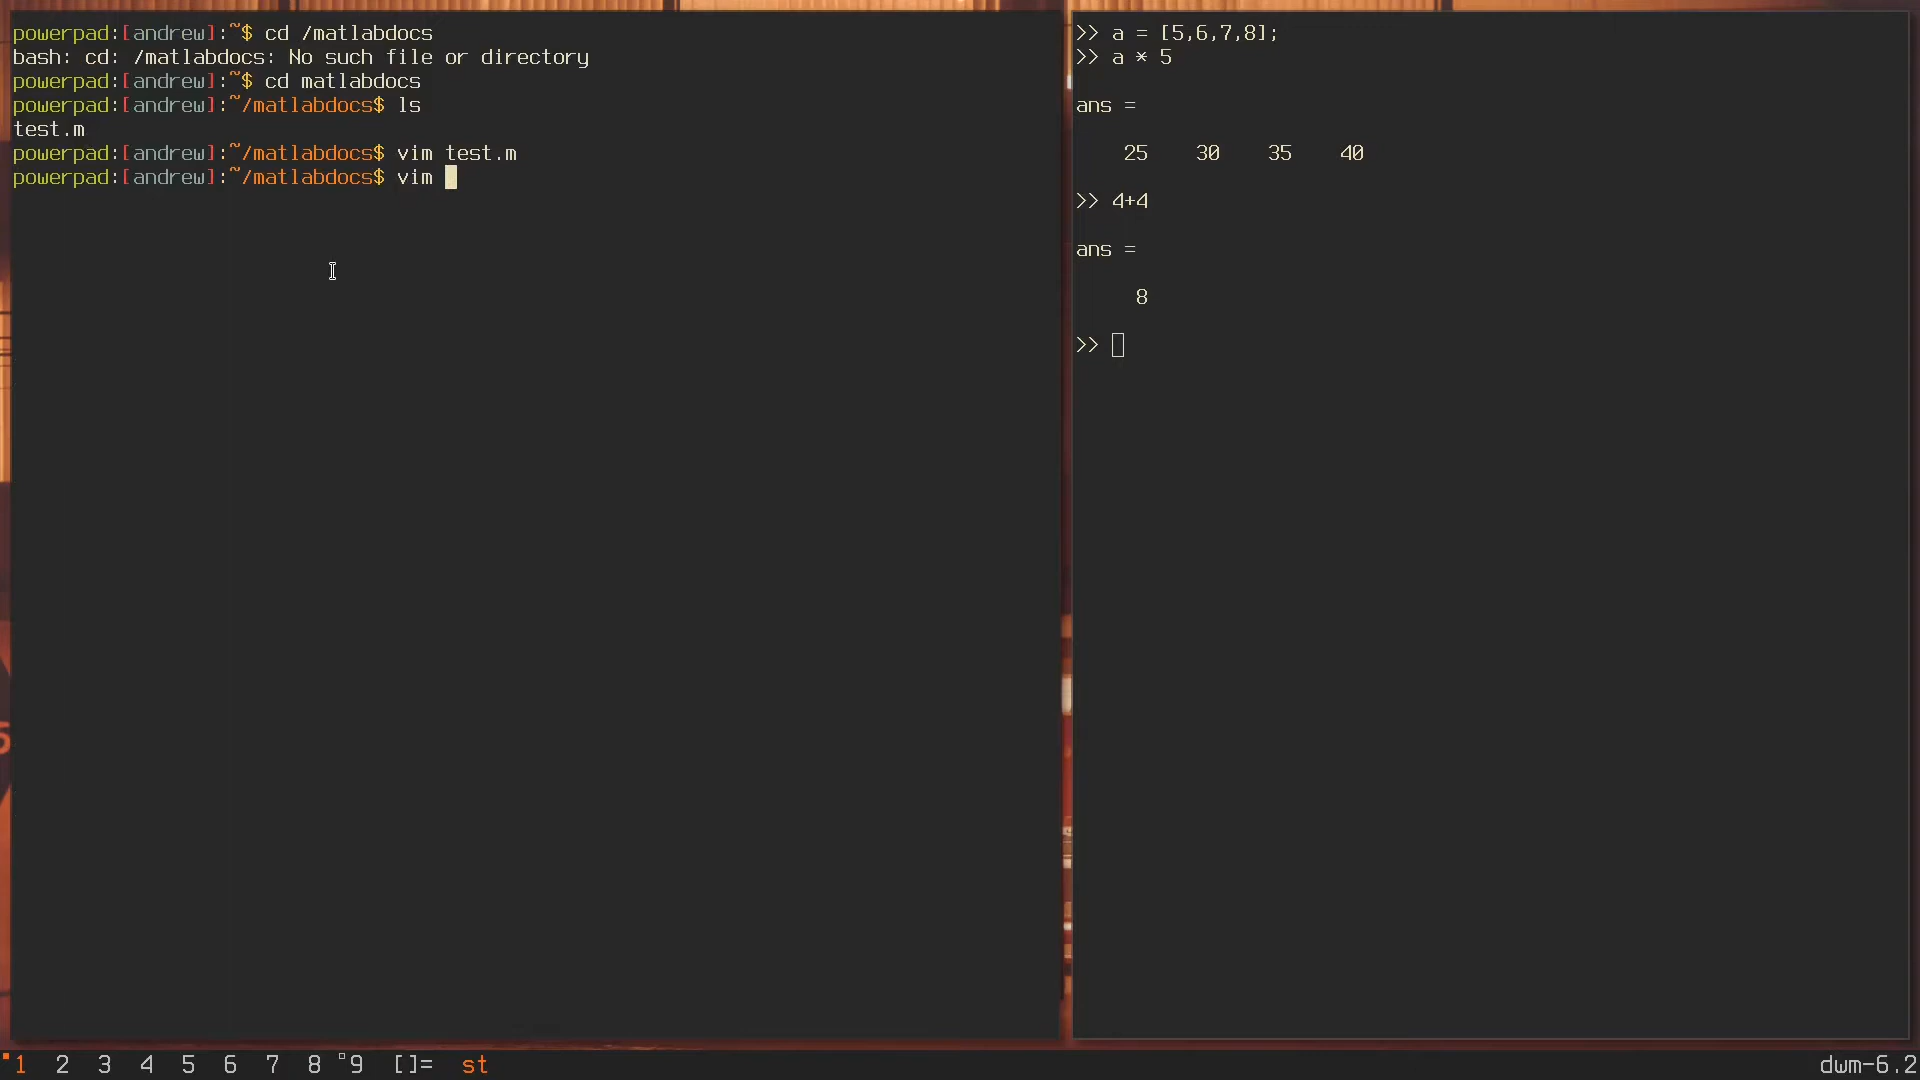 powerpad:[andrew]:~$ cd /matlabdocs
bash: cd: /matlabdocs: No such file or directory
powerpad:[andrew]:~$ cd matlabdocs
powerpad:[andrew]:~/matlabdocs$ ls
test.m
powerpad:[andrew]:~/matlabdocs$ vim test.m
powerpad:[andrew]:~/matlabdocs$ vim
>> a = [5,6,7,8];
>> a * 5
ans =
25 30 35 40
>> 4+4
ans =
8
>>
1 2 3 4 5 6 7 8 9 []= st
dwm-6.2